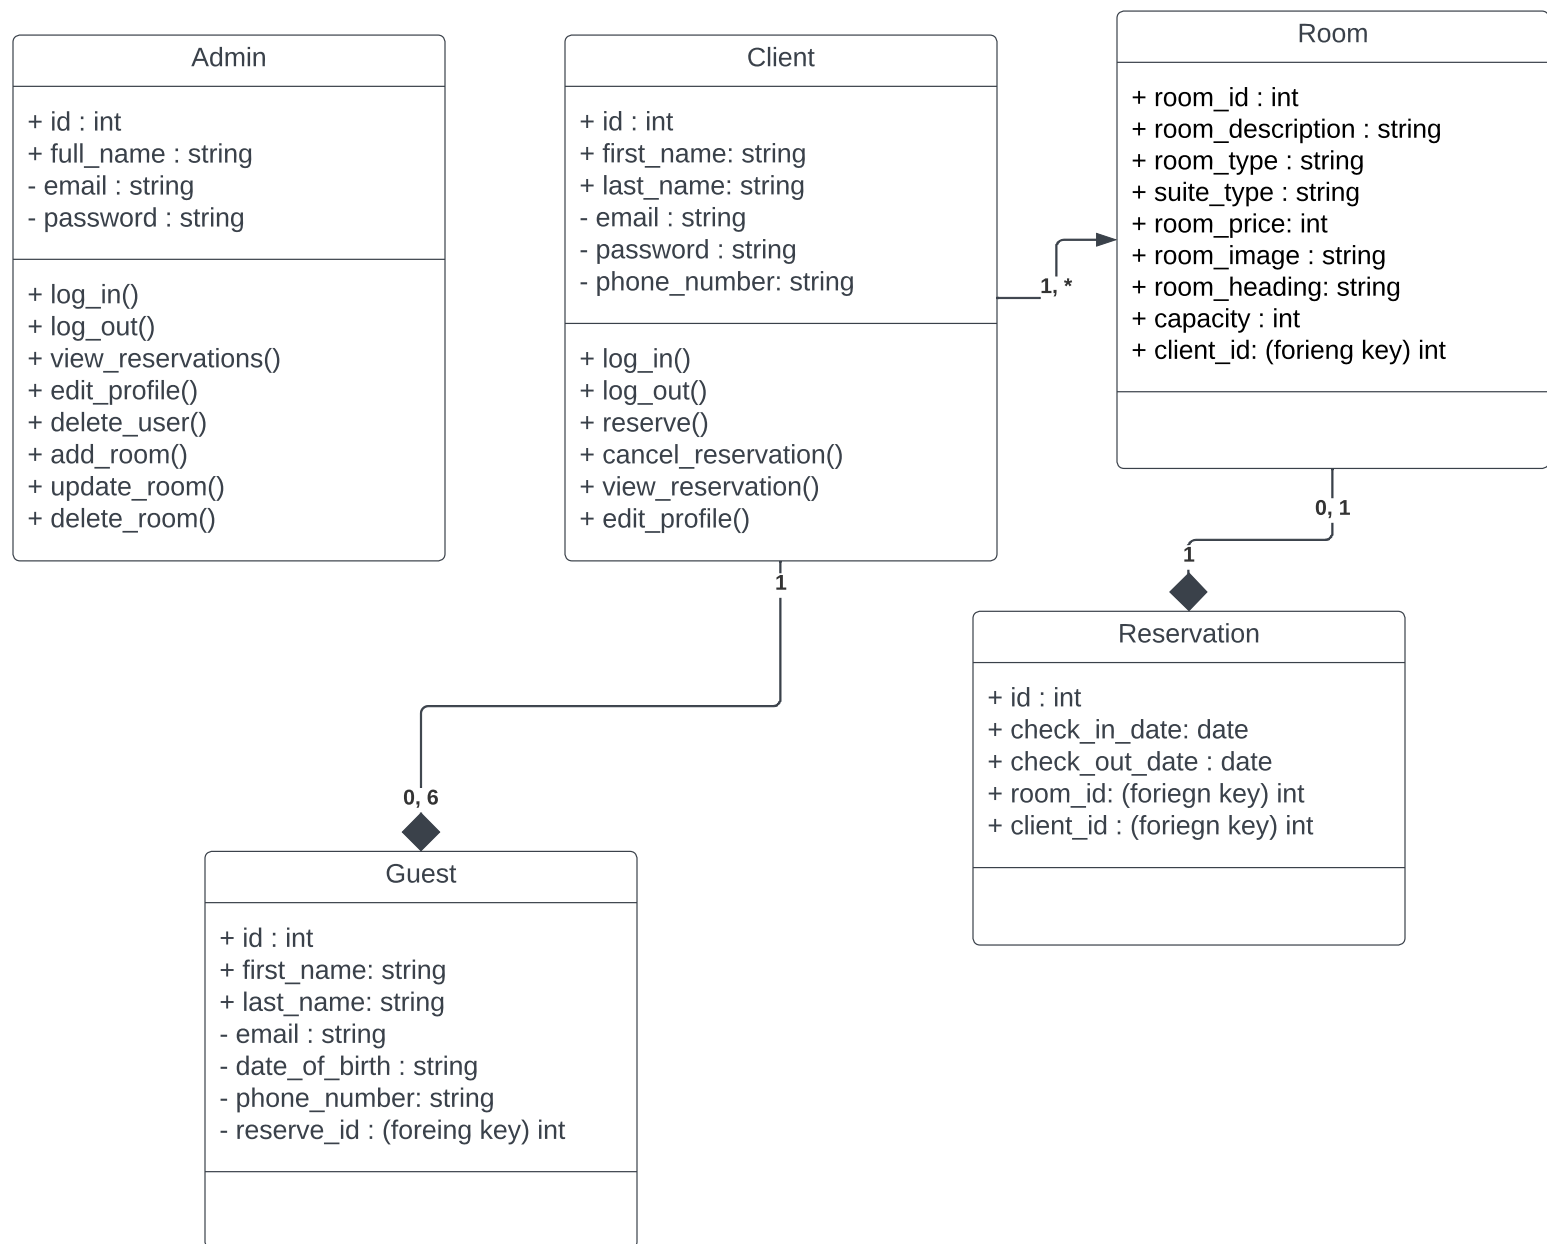 Admin
+ id : int
+ full_name : string
- email : string
- password : string
+ log_in()
+ log_out()
+ view_reservations()
+ edit_profile()
+ delete_user()
+ add_room()
+ update_room()
+ delete_room()
Client
+ id : int
+ first_name: string
+ last_name: string
- email : string
- password : string
- phone_number: string
+ log_in()
+ log_out()
+ reserve()
+ cancel_reservation()
+ view_reservation()
+ edit_profile()
1, *
Room
+ room_id : int
+ room_description : string
+ room_type : string
+ suite_type : string
+ room_price: int
+ room_image : string
+ room_heading: string
+ capacity : int
+ client_id: (forieng key) int
0, 1
1
1
0, 6
Reservation
+ id : int
+ check_in_date: date
+ check_out_date : date
+ room_id: (foriegn key) int
+ client_id : (foriegn key) int
Guest
+ id : int
+ first_name: string
+ last_name: string
- email : string
- date_of_birth : string
- phone_number: string
- reserve_id : (foreing key) int